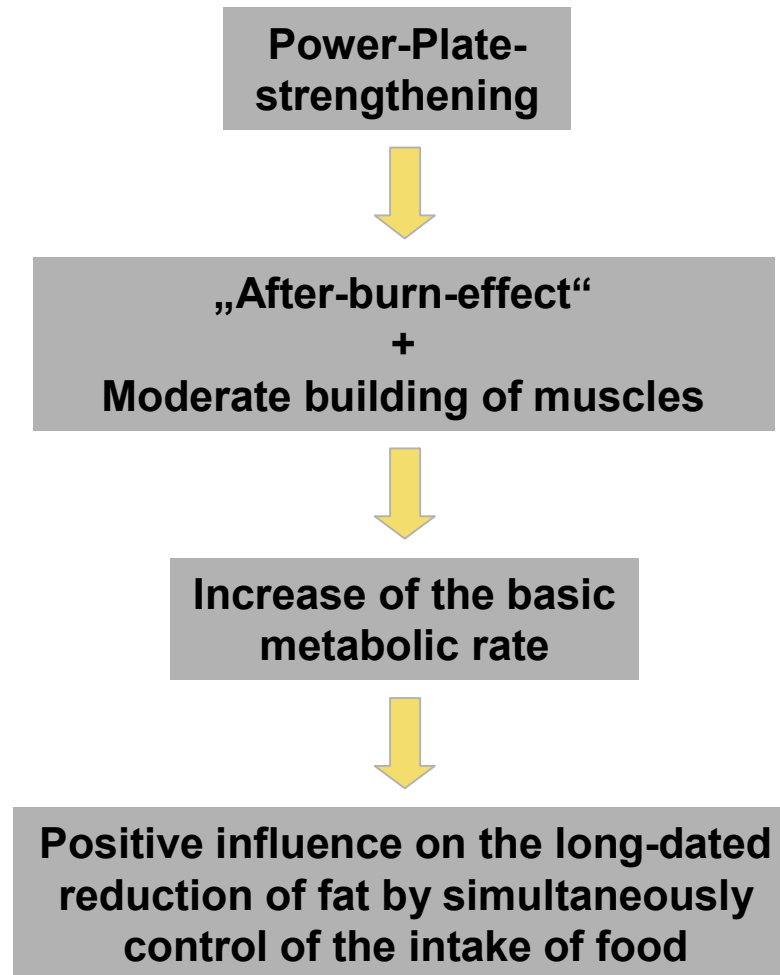 Power-Plate-
strengthening
„After-burn-effect“
+
Moderate building of muscles
Increase of the basic
metabolic rate
Positive influence on the long-dated
reduction of fat by simultaneously
control of the intake of food